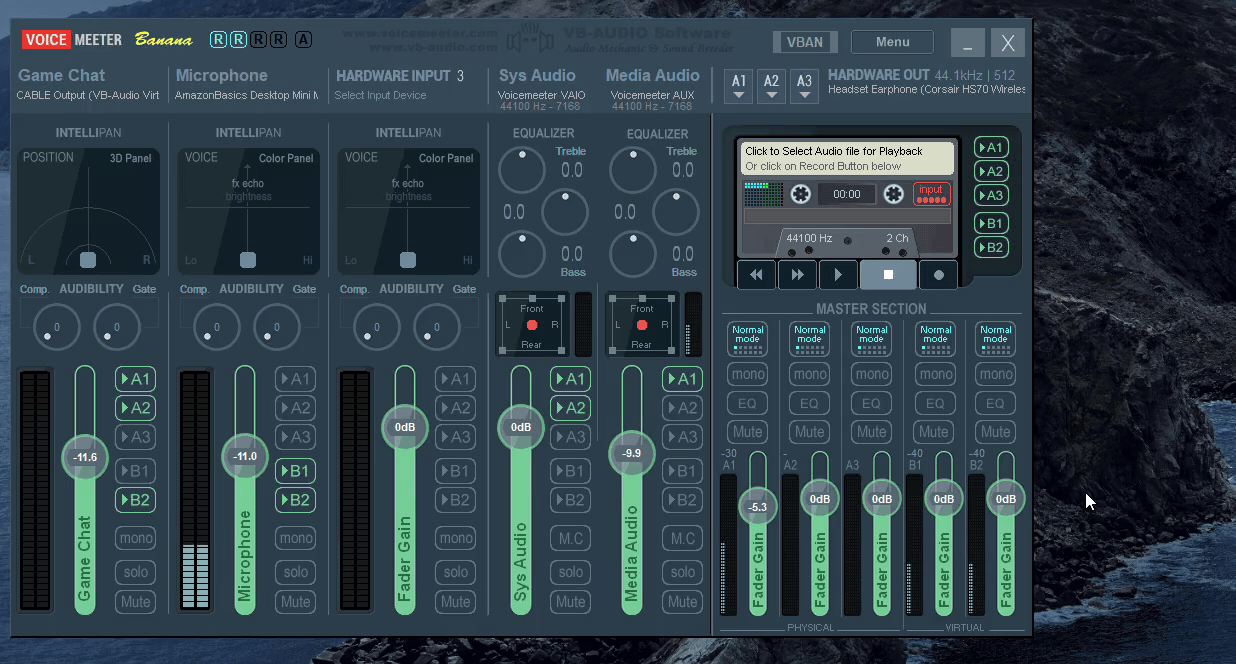 VOICE MEETER Banana R R R R A
www.voicemeeter.com
www.vb-audio.com
VB-AUDIO Software
Audio Mechanic & Sound Breeder
VBAN Menu _ X
Game Chat
CABLE Output (VB-Audio Virt
Microphone
AmazonBasics Desktop Mini M
HARDWARE INPUT 3
Select Input Device
Sys Audio
Voicemeeter VAIO
44100 Hz - 7168
Media Audio
Voicemeeter AUX
44100 Hz - 7168
A1 A2 A3
HARDWARE OUT 44.1kHz | 512
Headset Earphone (Corsair HS70 Wireles
INTELLIPAN
POSITION 3D Panel
L R
INTELLIPAN
VOICE Color Panel
fx echo
brightness
Lo Hi
INTELLIPAN
VOICE Color Panel
fx echo
brightness
Lo Hi
EQUALIZER
Treble
0.0
0.0
0.0
Bass
EQUALIZER
Treble
0.0
0.0
0.0
Bass
Click to Select Audio file for Playback
Or click on Record Button below
00:00 input
44100 Hz 2 Ch
A1
A2
A3
B1
B2
Comp. AUDIBILITY Gate
0 0
Comp. AUDIBILITY Gate
0 0
Comp. AUDIBILITY Gate
0 0
Front
L R
Rear
Front
L R
Rear
-11.6
Game Chat
A1
A2
A3
B1
B2
mono
solo
Mute
-11.0
Microphone
A1
A2
A3
B1
B2
mono
solo
Mute
0dB
Fader Gain
A1
A2
A3
B1
B2
mono
solo
Mute
0dB
Sys Audio
A1
A2
A3
B1
B2
M.C
solo
Mute
-9.9
Media Audio
A1
A2
A3
B1
B2
M.C
solo
Mute
MASTER SECTION
Normal mode Normal mode Normal mode Normal mode Normal mode
mono mono mono mono mono
EQ EQ EQ EQ EQ
Mute Mute Mute Mute Mute
-30 - -40 -40
A1 A2 A3 B1 B2
-5.3 0dB 0dB 0dB 0dB
Fader Gain Fader Gain Fader Gain Fader Gain Fader Gain
PHYSICAL VIRTUAL